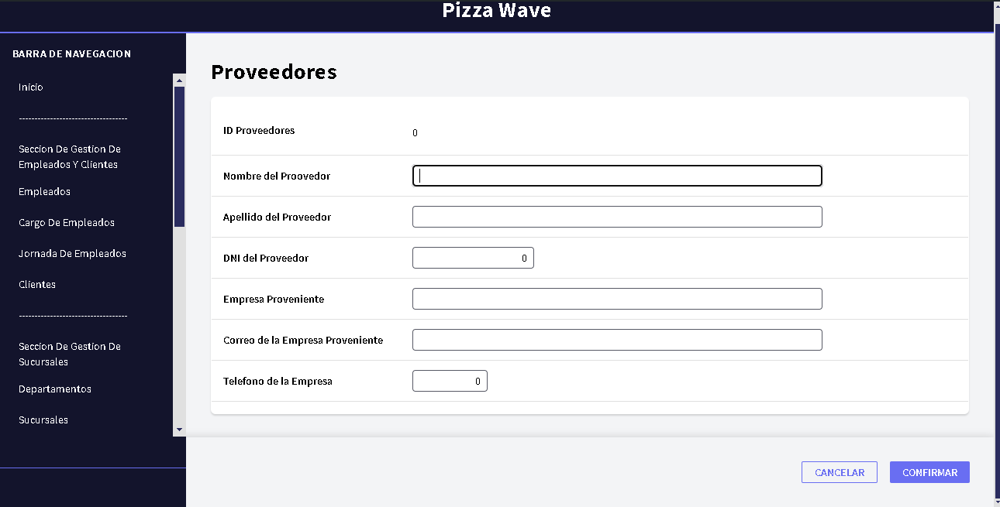 Pizza Wave
BARRA DE NAVEGACION
Inicio
-----------------------------------
Seccion De Gestion De
Empleados Y Clientes
Empleados
Cargo De Empleados
Jornada De Empleados
Clientes
-----------------------------------
Seccion De Gestion De
Sucursales
Departamentos
Sucursales
Proveedores
ID Proveedores 0
Nombre del Proovedor
Apellido del Proveedor
DNI del Proveedor 0
Empresa Proveniente
Correo de la Empresa Proveniente
Telefono de la Empresa 0
CANCELAR CONFIRMAR